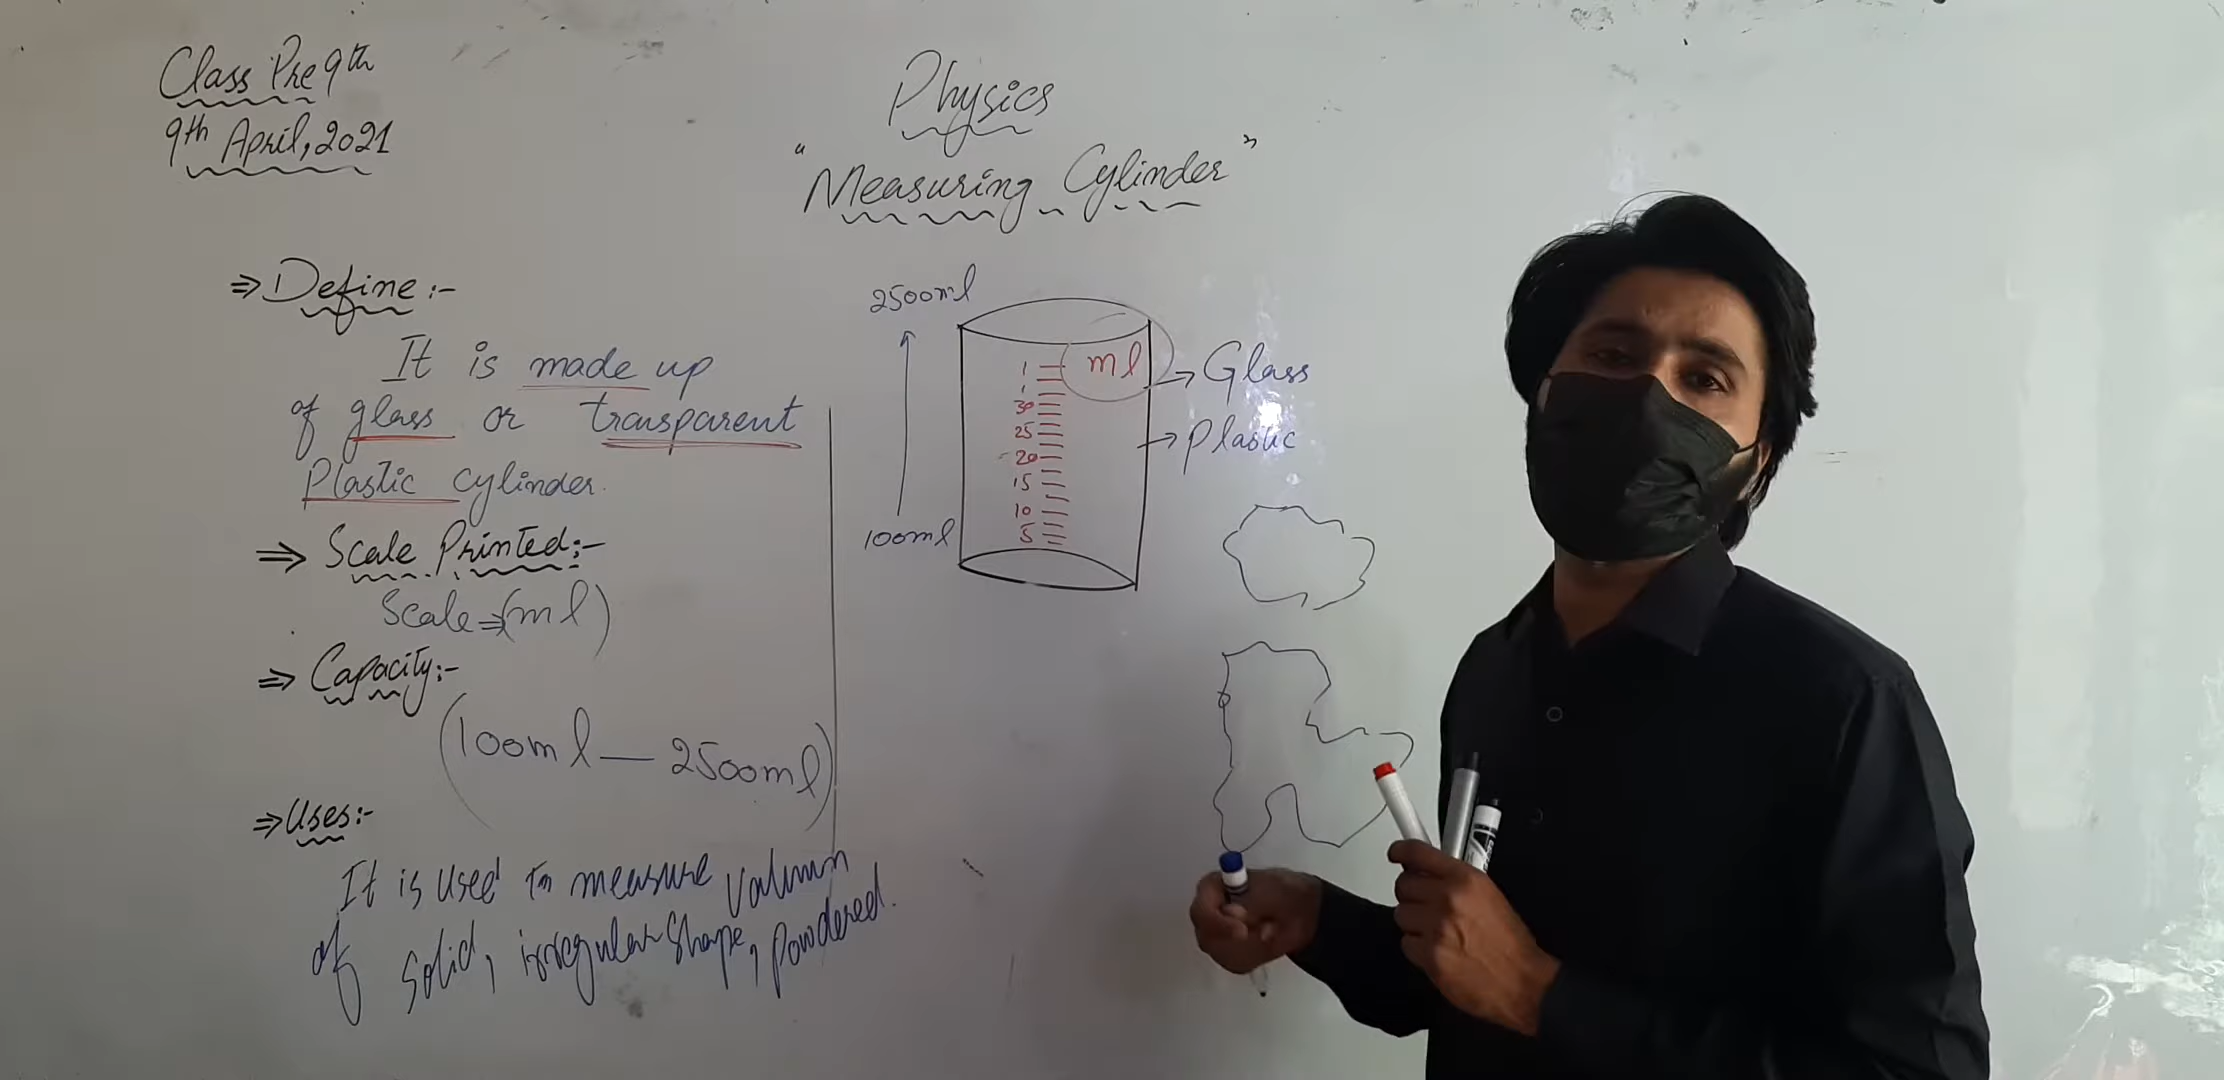 Class Pre 9th
9th April, 2021
Physics
"Measuring Cylinder"
⇒ Define:-
It is made up
of glass or transparent
Plastic cylinder.
⇒ Scale Printed:-
Scale ⇒ (ml)
⇒ Capacity:-
(100ml — 2500ml)
⇒ Uses:-
It is used to measure volumn
of solid, irregular shape, powdered.
2500ml
100ml
ml
1
1
30
25
20
15
10
5
→ Glass
→ Plastic